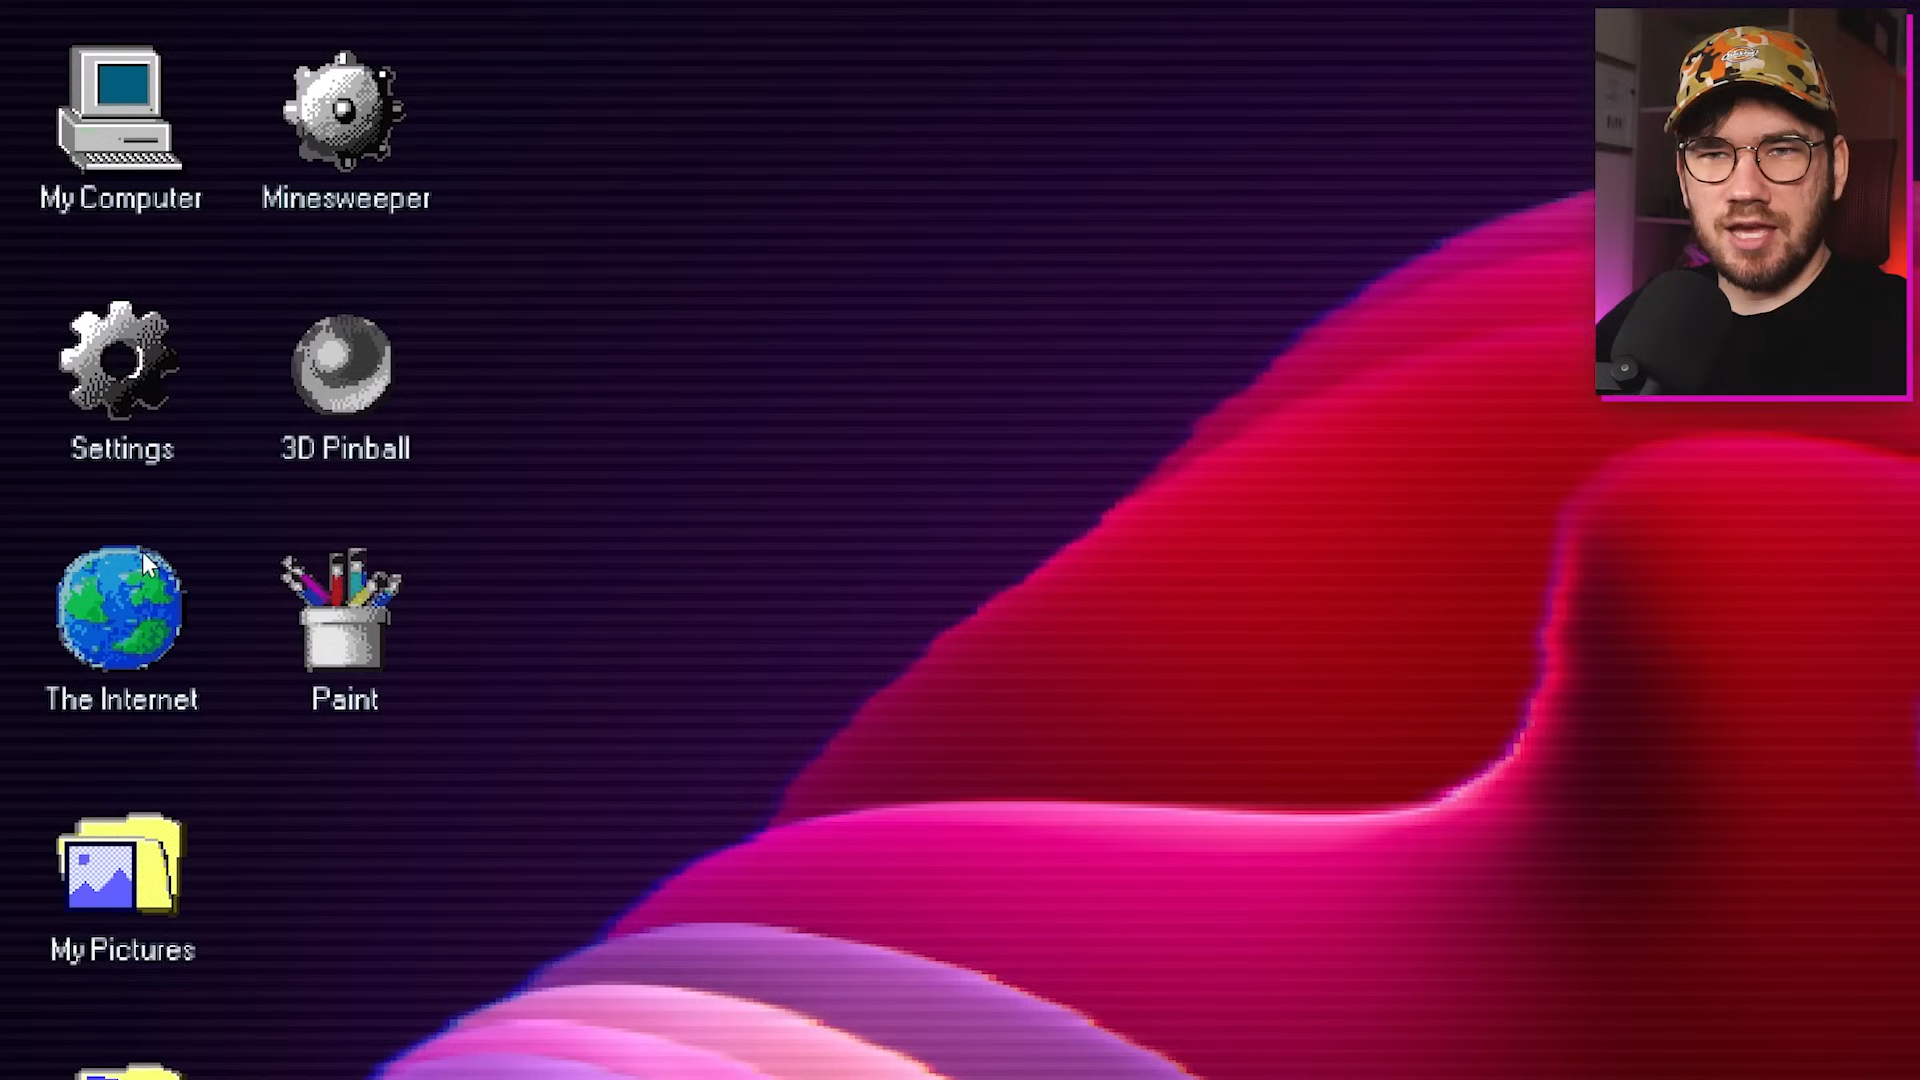 My Computer
Minesweeper
Settings
3D Pinball
The Internet
Paint
My Pictures